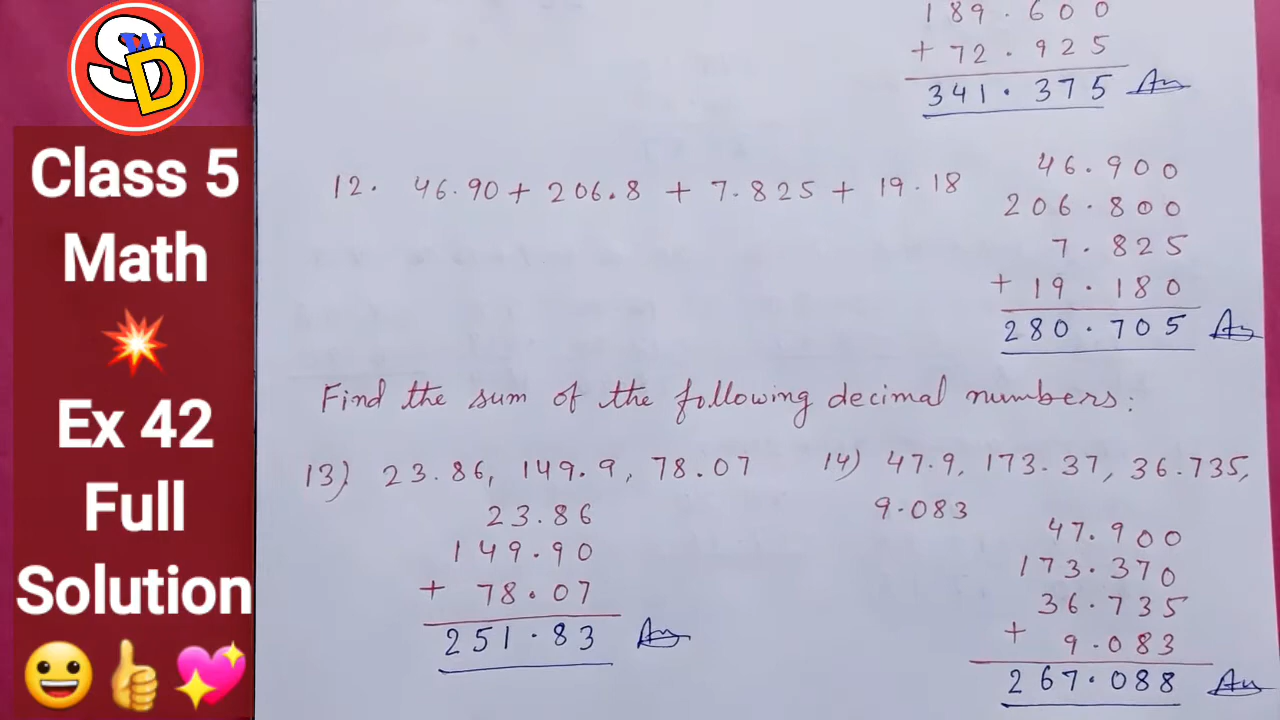 SWD
Class 5
Math
💥
Ex 42
Full
Solution
😀👍💖
189.600
+ 72.925
341.375 Ans
12. 46.90 + 206.8 + 7.825 + 19.18
46.900
206.800
7.825
+ 19.180
280.705 Ans
Find the sum of the following decimal numbers:
13) 23.86, 149.9, 78.07
23.86
149.90
+ 78.07
251.83 Ans
14) 47.9, 173.37, 36.735,
9.083
47.900
173.370
36.735
+ 9.083
267.088 Ans